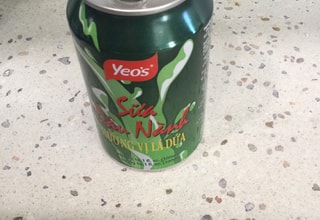 Yeo's
Sữa
Đậu Nành
HƯƠNG VỊ LÁ DỨA